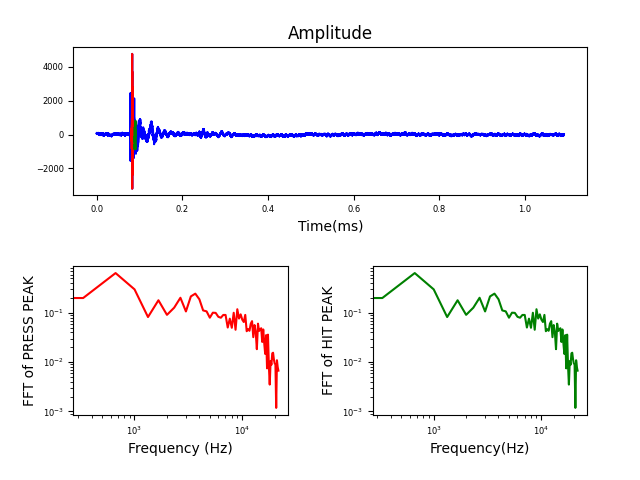 Amplitude
4000
2000
0
−2000
0.0 0.2 0.4 0.6 0.8 1.0
Time(ms)
FFT of PRESS PEAK
10⁻¹
10⁻²
10⁻³
10³ 10⁴
Frequency (Hz)
FFT of HIT PEAK
10⁻¹
10⁻²
10⁻³
10³ 10⁴
Frequency(Hz)